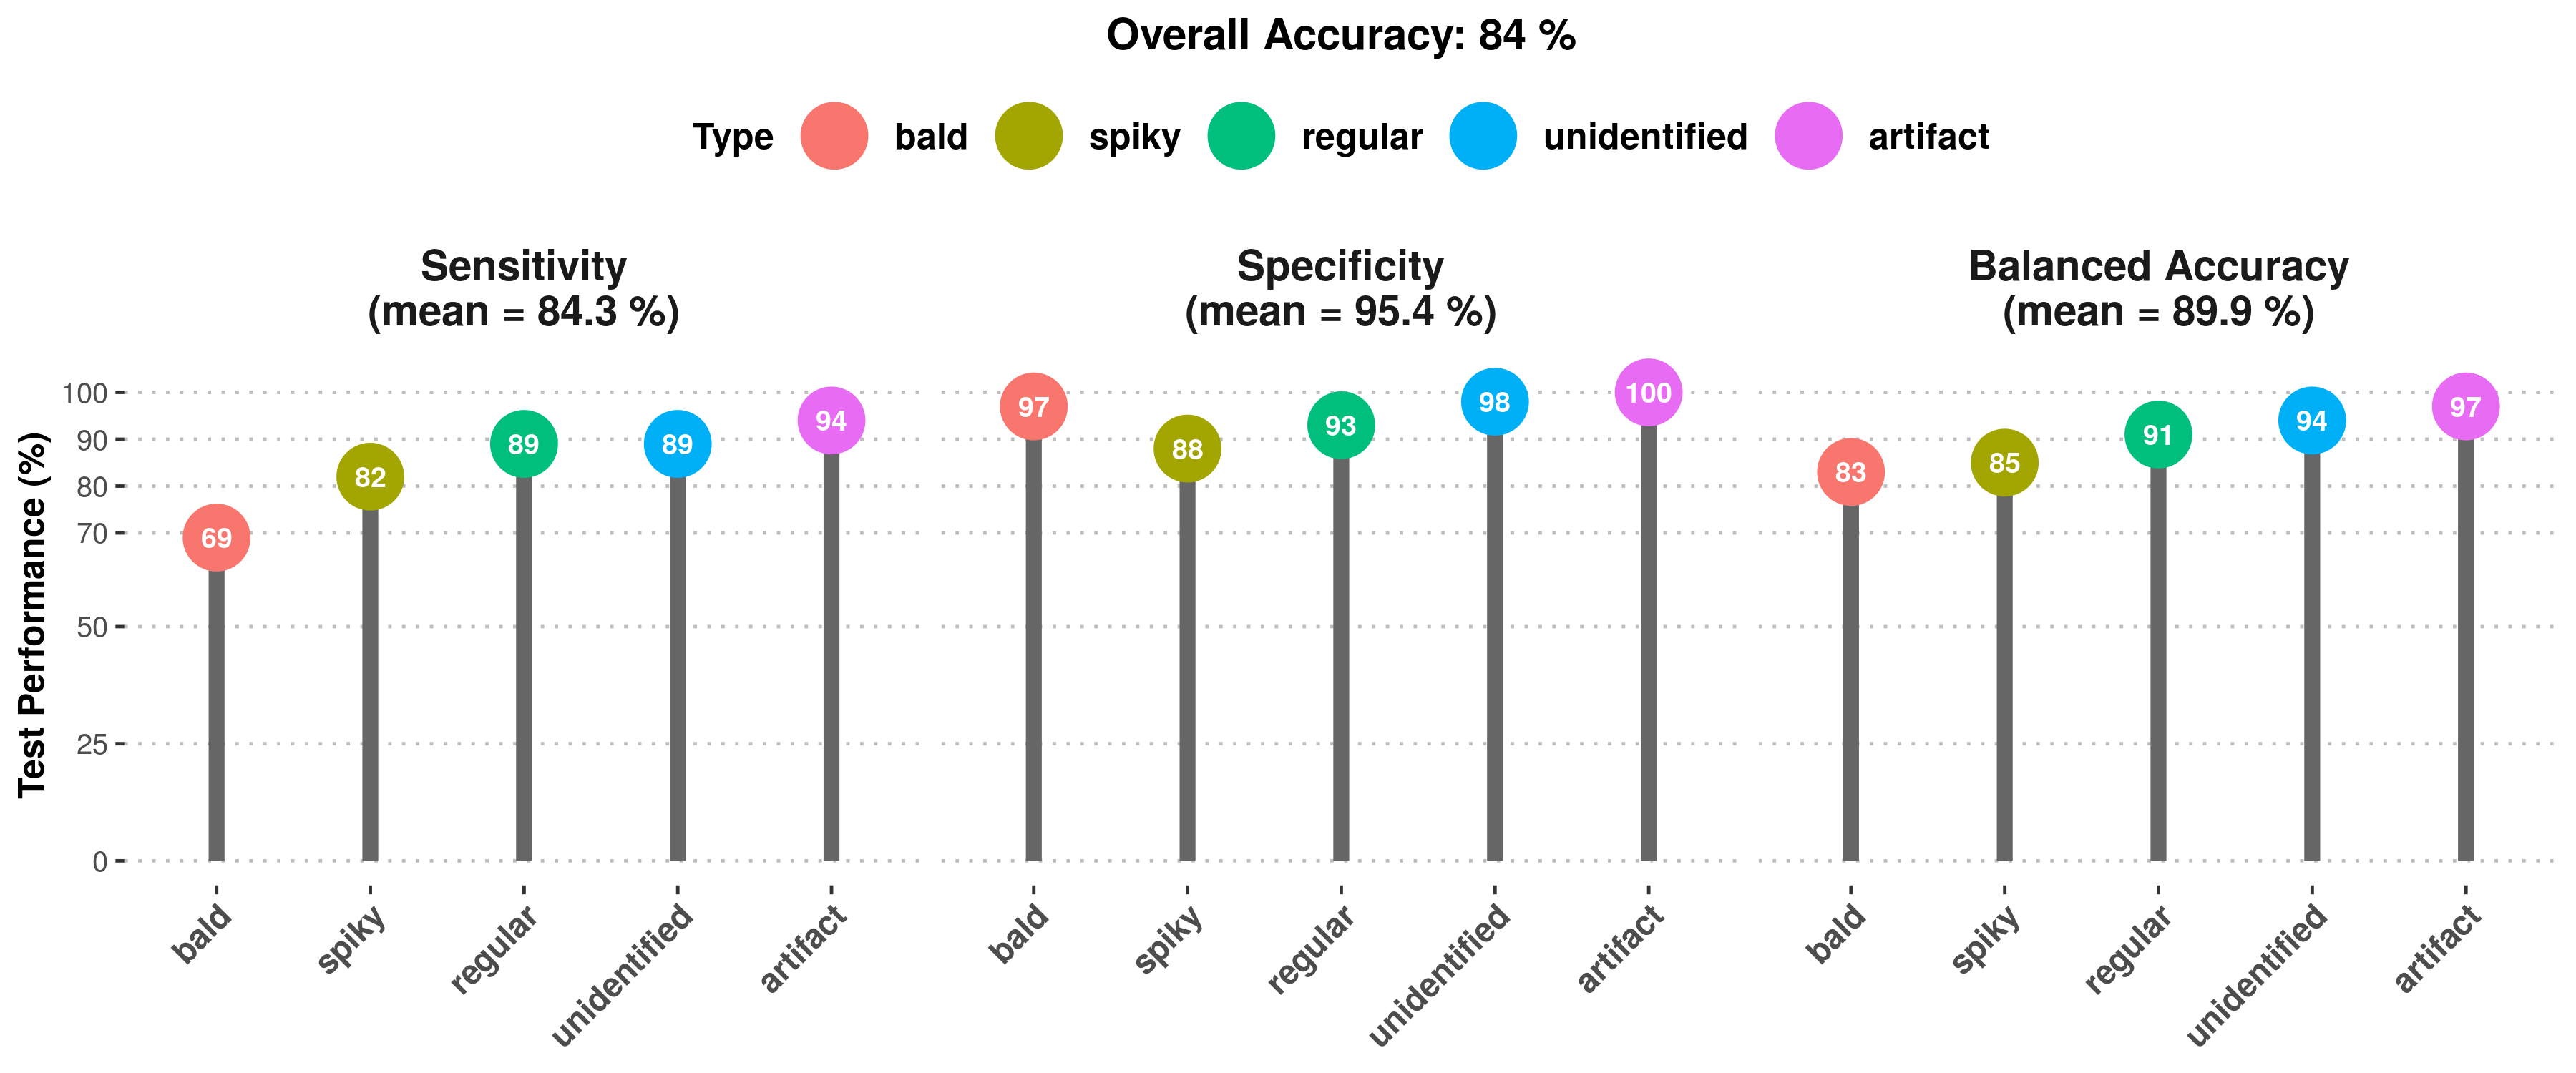 Overall Accuracy: 84 %
Type bald spiky regular unidentified artifact
Sensitivity
(mean = 84.3 %)
Specificity
(mean = 95.4 %)
Balanced Accuracy
(mean = 89.9 %)
Test Performance (%)
100
90
80
70
50
25
0
69 82 89 89 94
97 88 93 98 100
83 85 91 94 97
bald spiky regular unidentified artifact
bald spiky regular unidentified artifact
bald spiky regular unidentified artifact